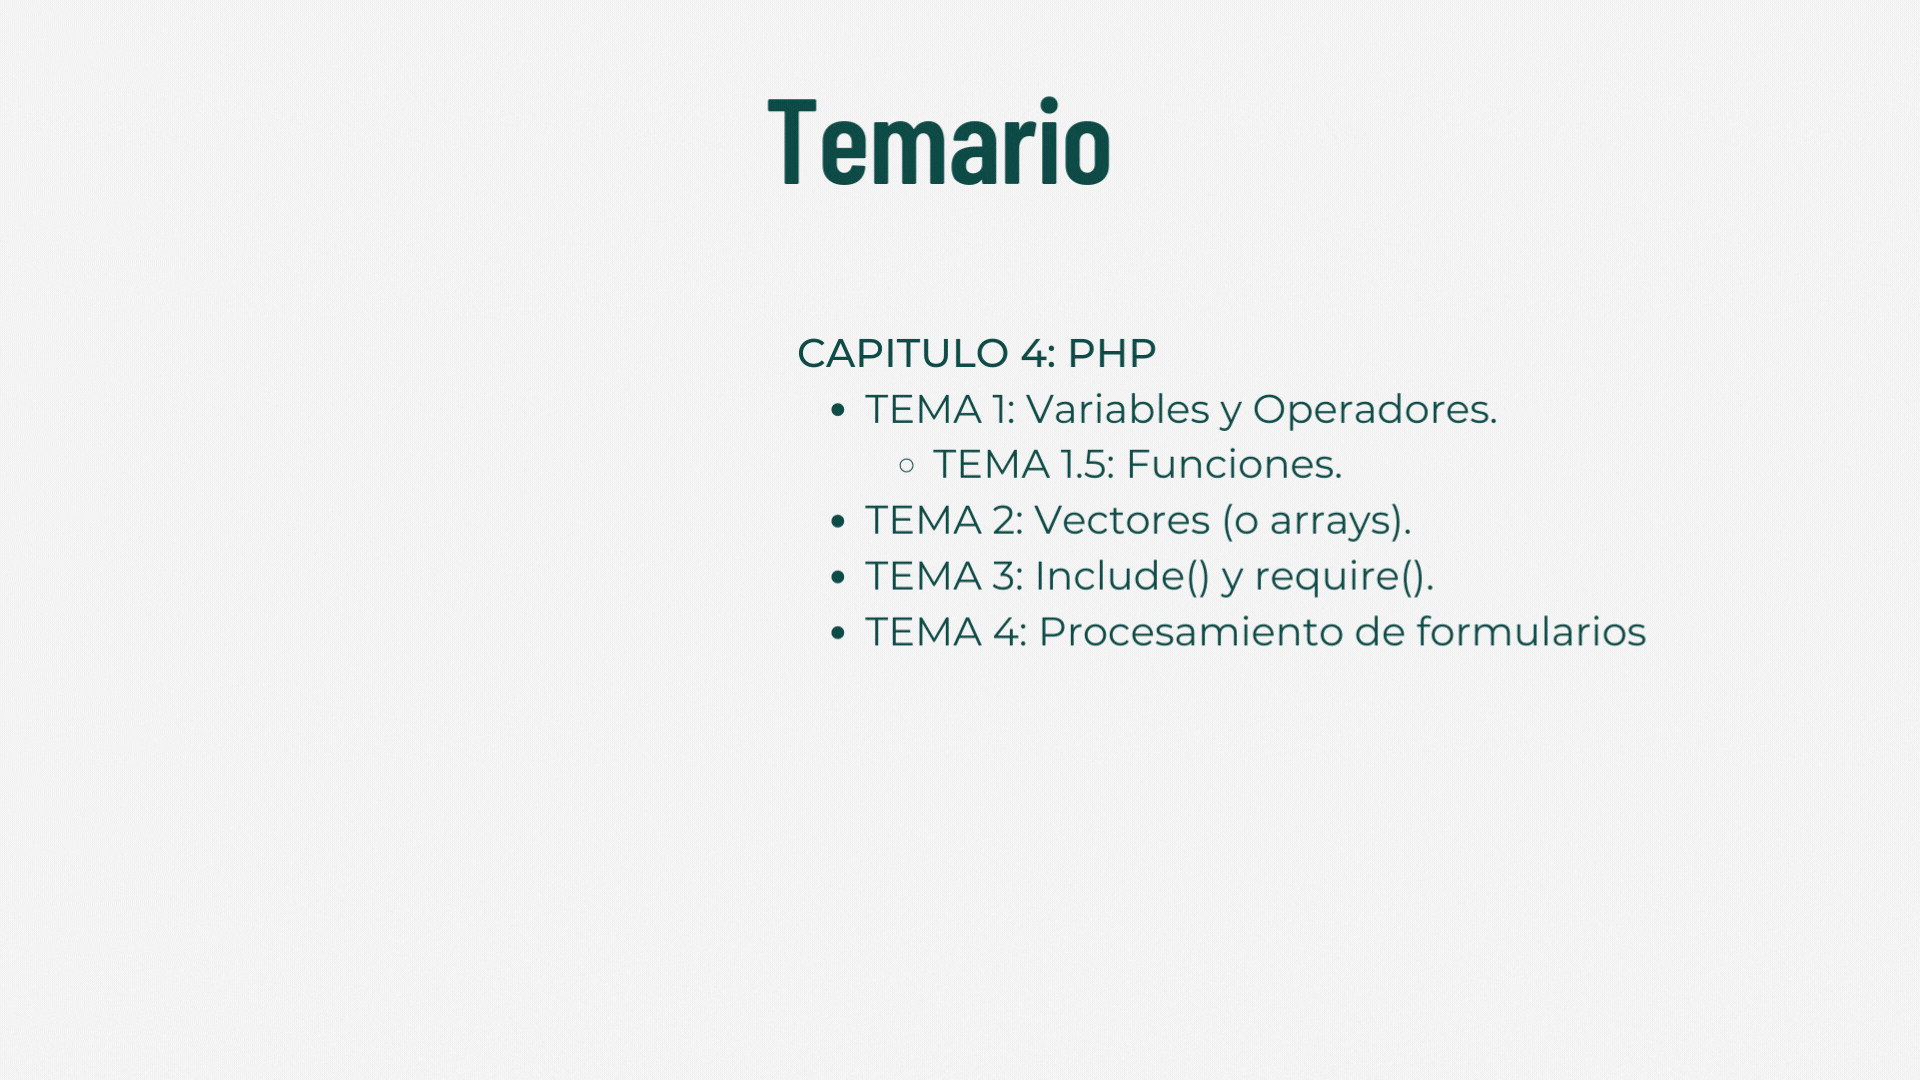 Temario
CAPITULO 4: PHP
• TEMA 1: Variables y Operadores.
◦ TEMA 1.5: Funciones.
• TEMA 2: Vectores (o arrays).
• TEMA 3: Include() y require().
• TEMA 4: Procesamiento de formularios